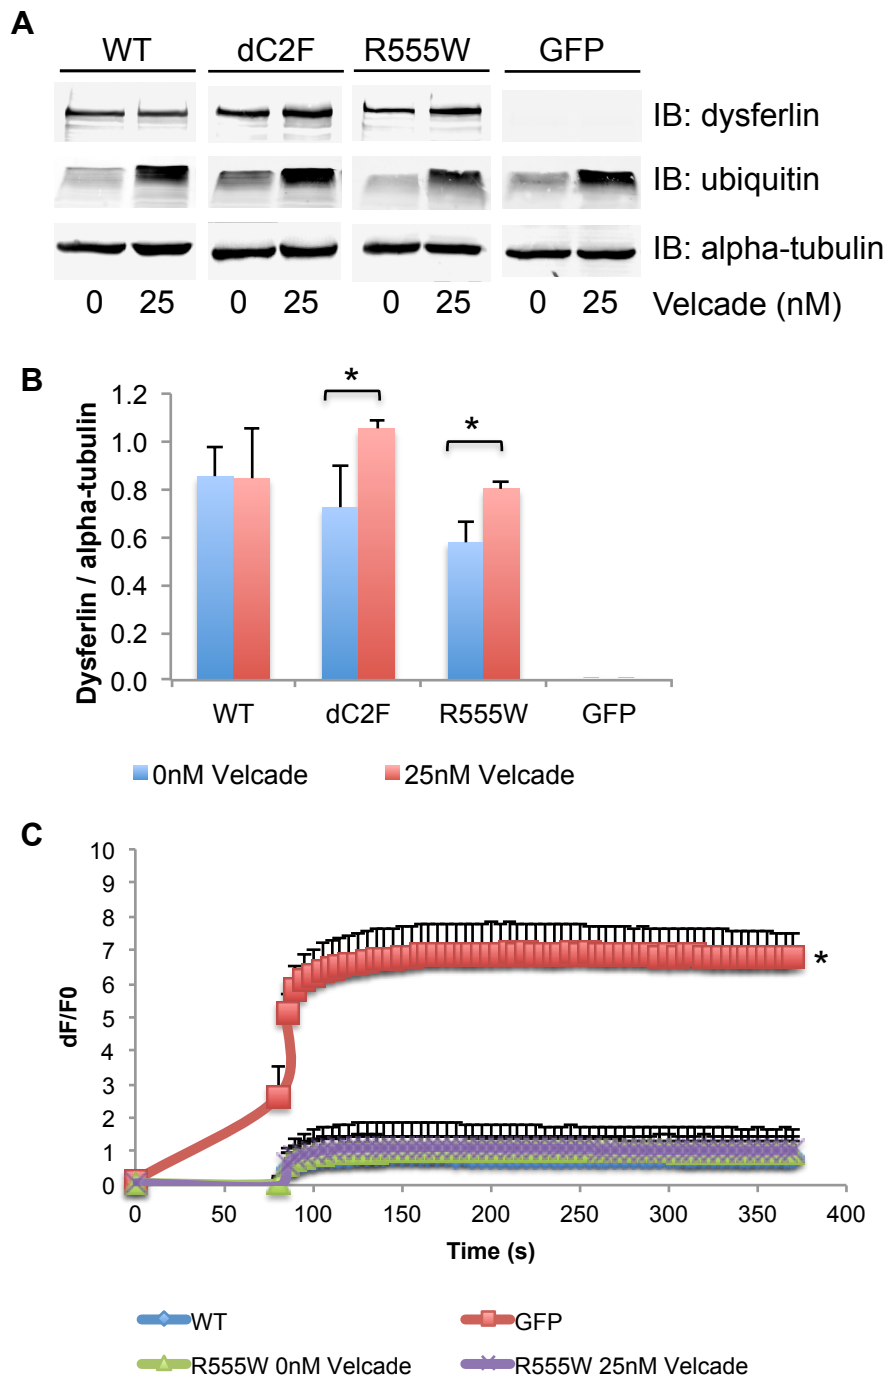 A
WT dC2F R555W GFP
IB: dysferlin
IB: ubiquitin
IB: alpha-tubulin
0 25 0 25 0 25 0 25 Velcade (nM)
B
Dysferlin / alpha-tubulin
1.2
1.0
0.8
0.6
0.4
0.2
0.0
* *
WT dC2F R555W GFP
0nM Velcade 25nM Velcade
C
dF/F0
10
9
8
7
6
5
4
3
2
1
0
*
0 50 100 150 200 250 300 350 400
Time (s)
WT GFP
R555W 0nM Velcade R555W 25nM Velcade